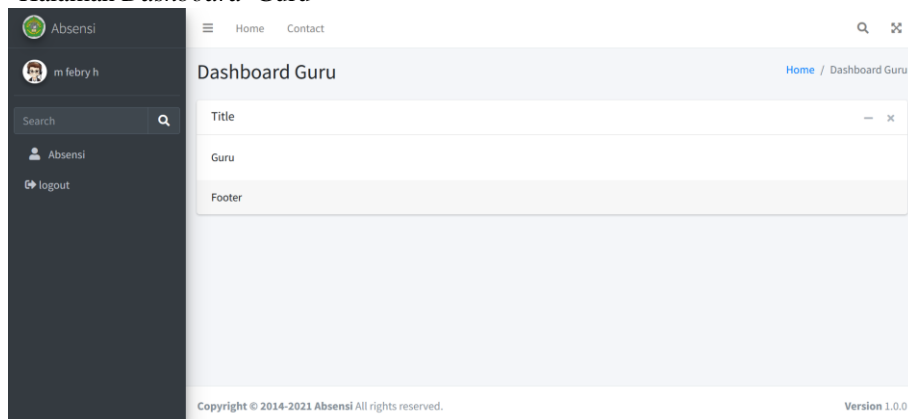 Halaman Dashboard Guru
Absensi
Home Contact
m febry h
Dashboard Guru
Home / Dashboard Guru
Search
Title
Absensi
Guru
logout
Footer
Copyright © 2014-2021 Absensi All rights reserved.
Version 1.0.0